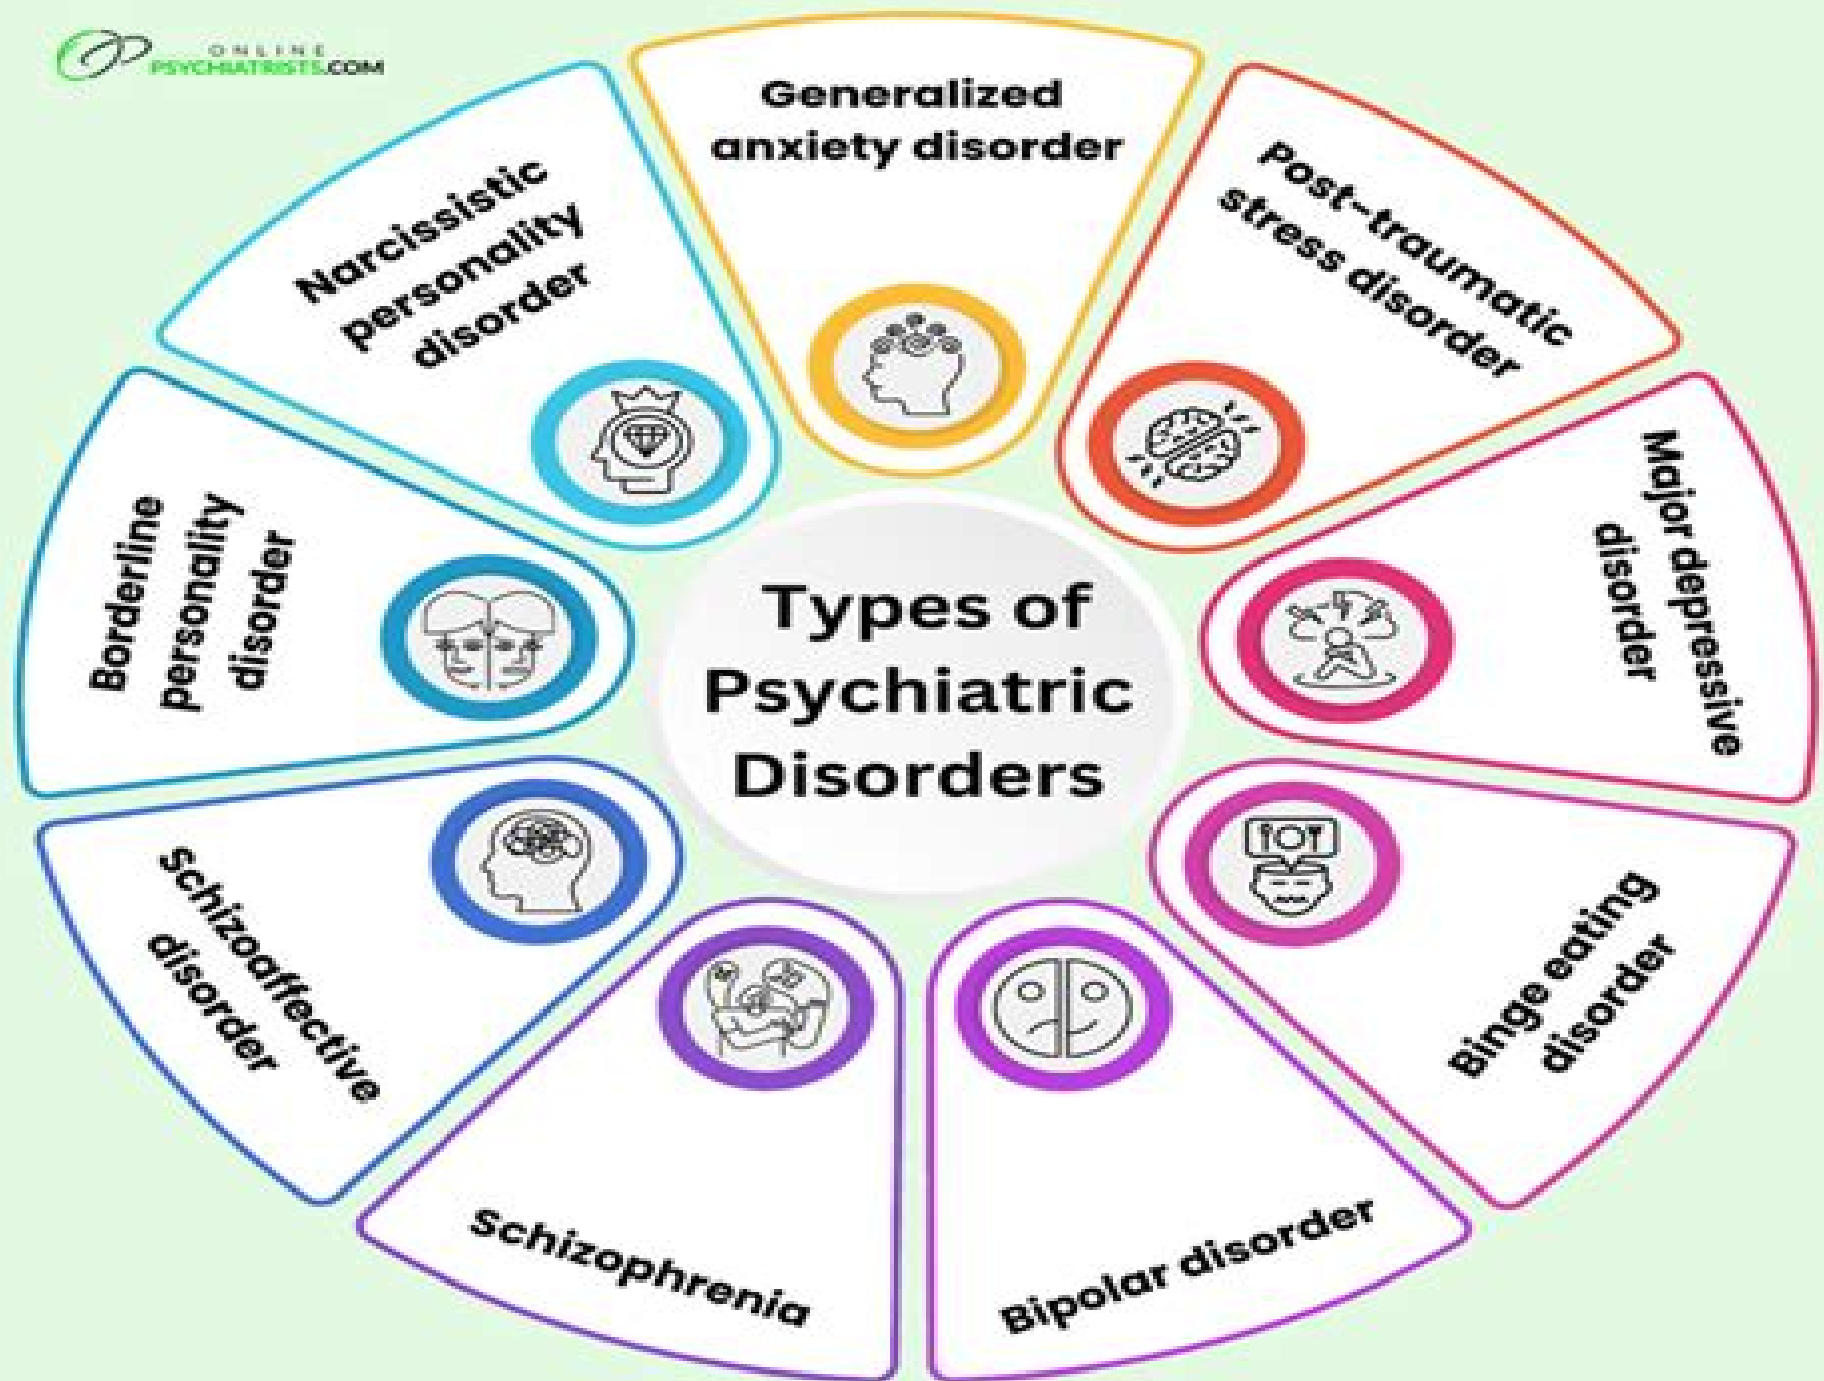 ONLINE
PSYCHIATRISTS.COM
Generalized
anxiety disorder
Post-traumatic
stress disorder
Major depressive
disorder
Binge eating
disorder
Bipolar disorder
Schizophrenia
Schizoaffective
disorder
Borderline
personality
disorder
Narcissistic
personality
disorder
Types of
Psychiatric
Disorders